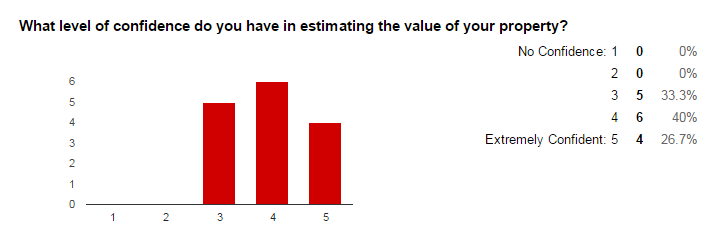 What level of confidence do you have in estimating the value of your property?
No Confidence: 1 0 0%
2 0 0%
3 5 33.3%
4 6 40%
Extremely Confident: 5 4 26.7%
6
5
4
3
2
1
0
1 2 3 4 5